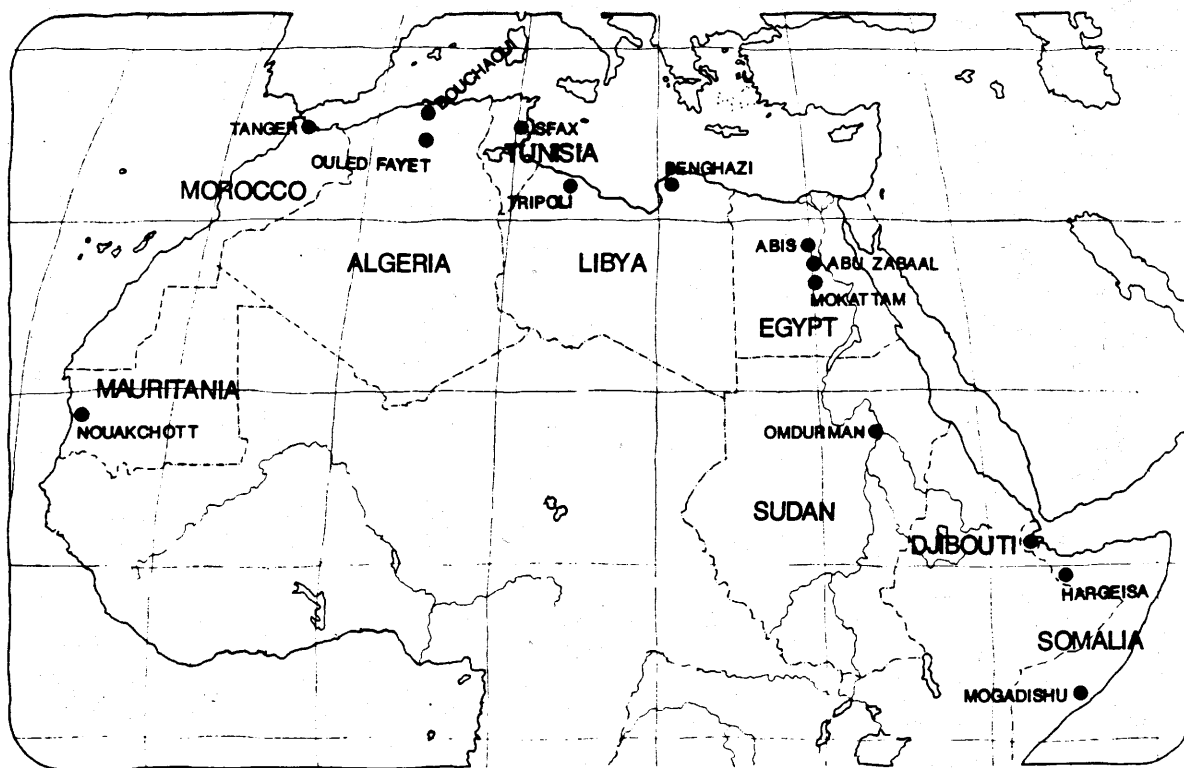 BOUCHAOUI
TANGER
SFAX
OULED FAYET
TUNISIA
MOROCCO
BENGHAZI
TRIPOLI
ABIS
ALGERIA
LIBYA
ABU ZABAAL
MOKATTAM
EGYPT
MAURITANIA
NOUAKCHOTT
OMDURMAN
SUDAN
DJIBOUTI
HARGEISA
SOMALIA
MOGADISHU